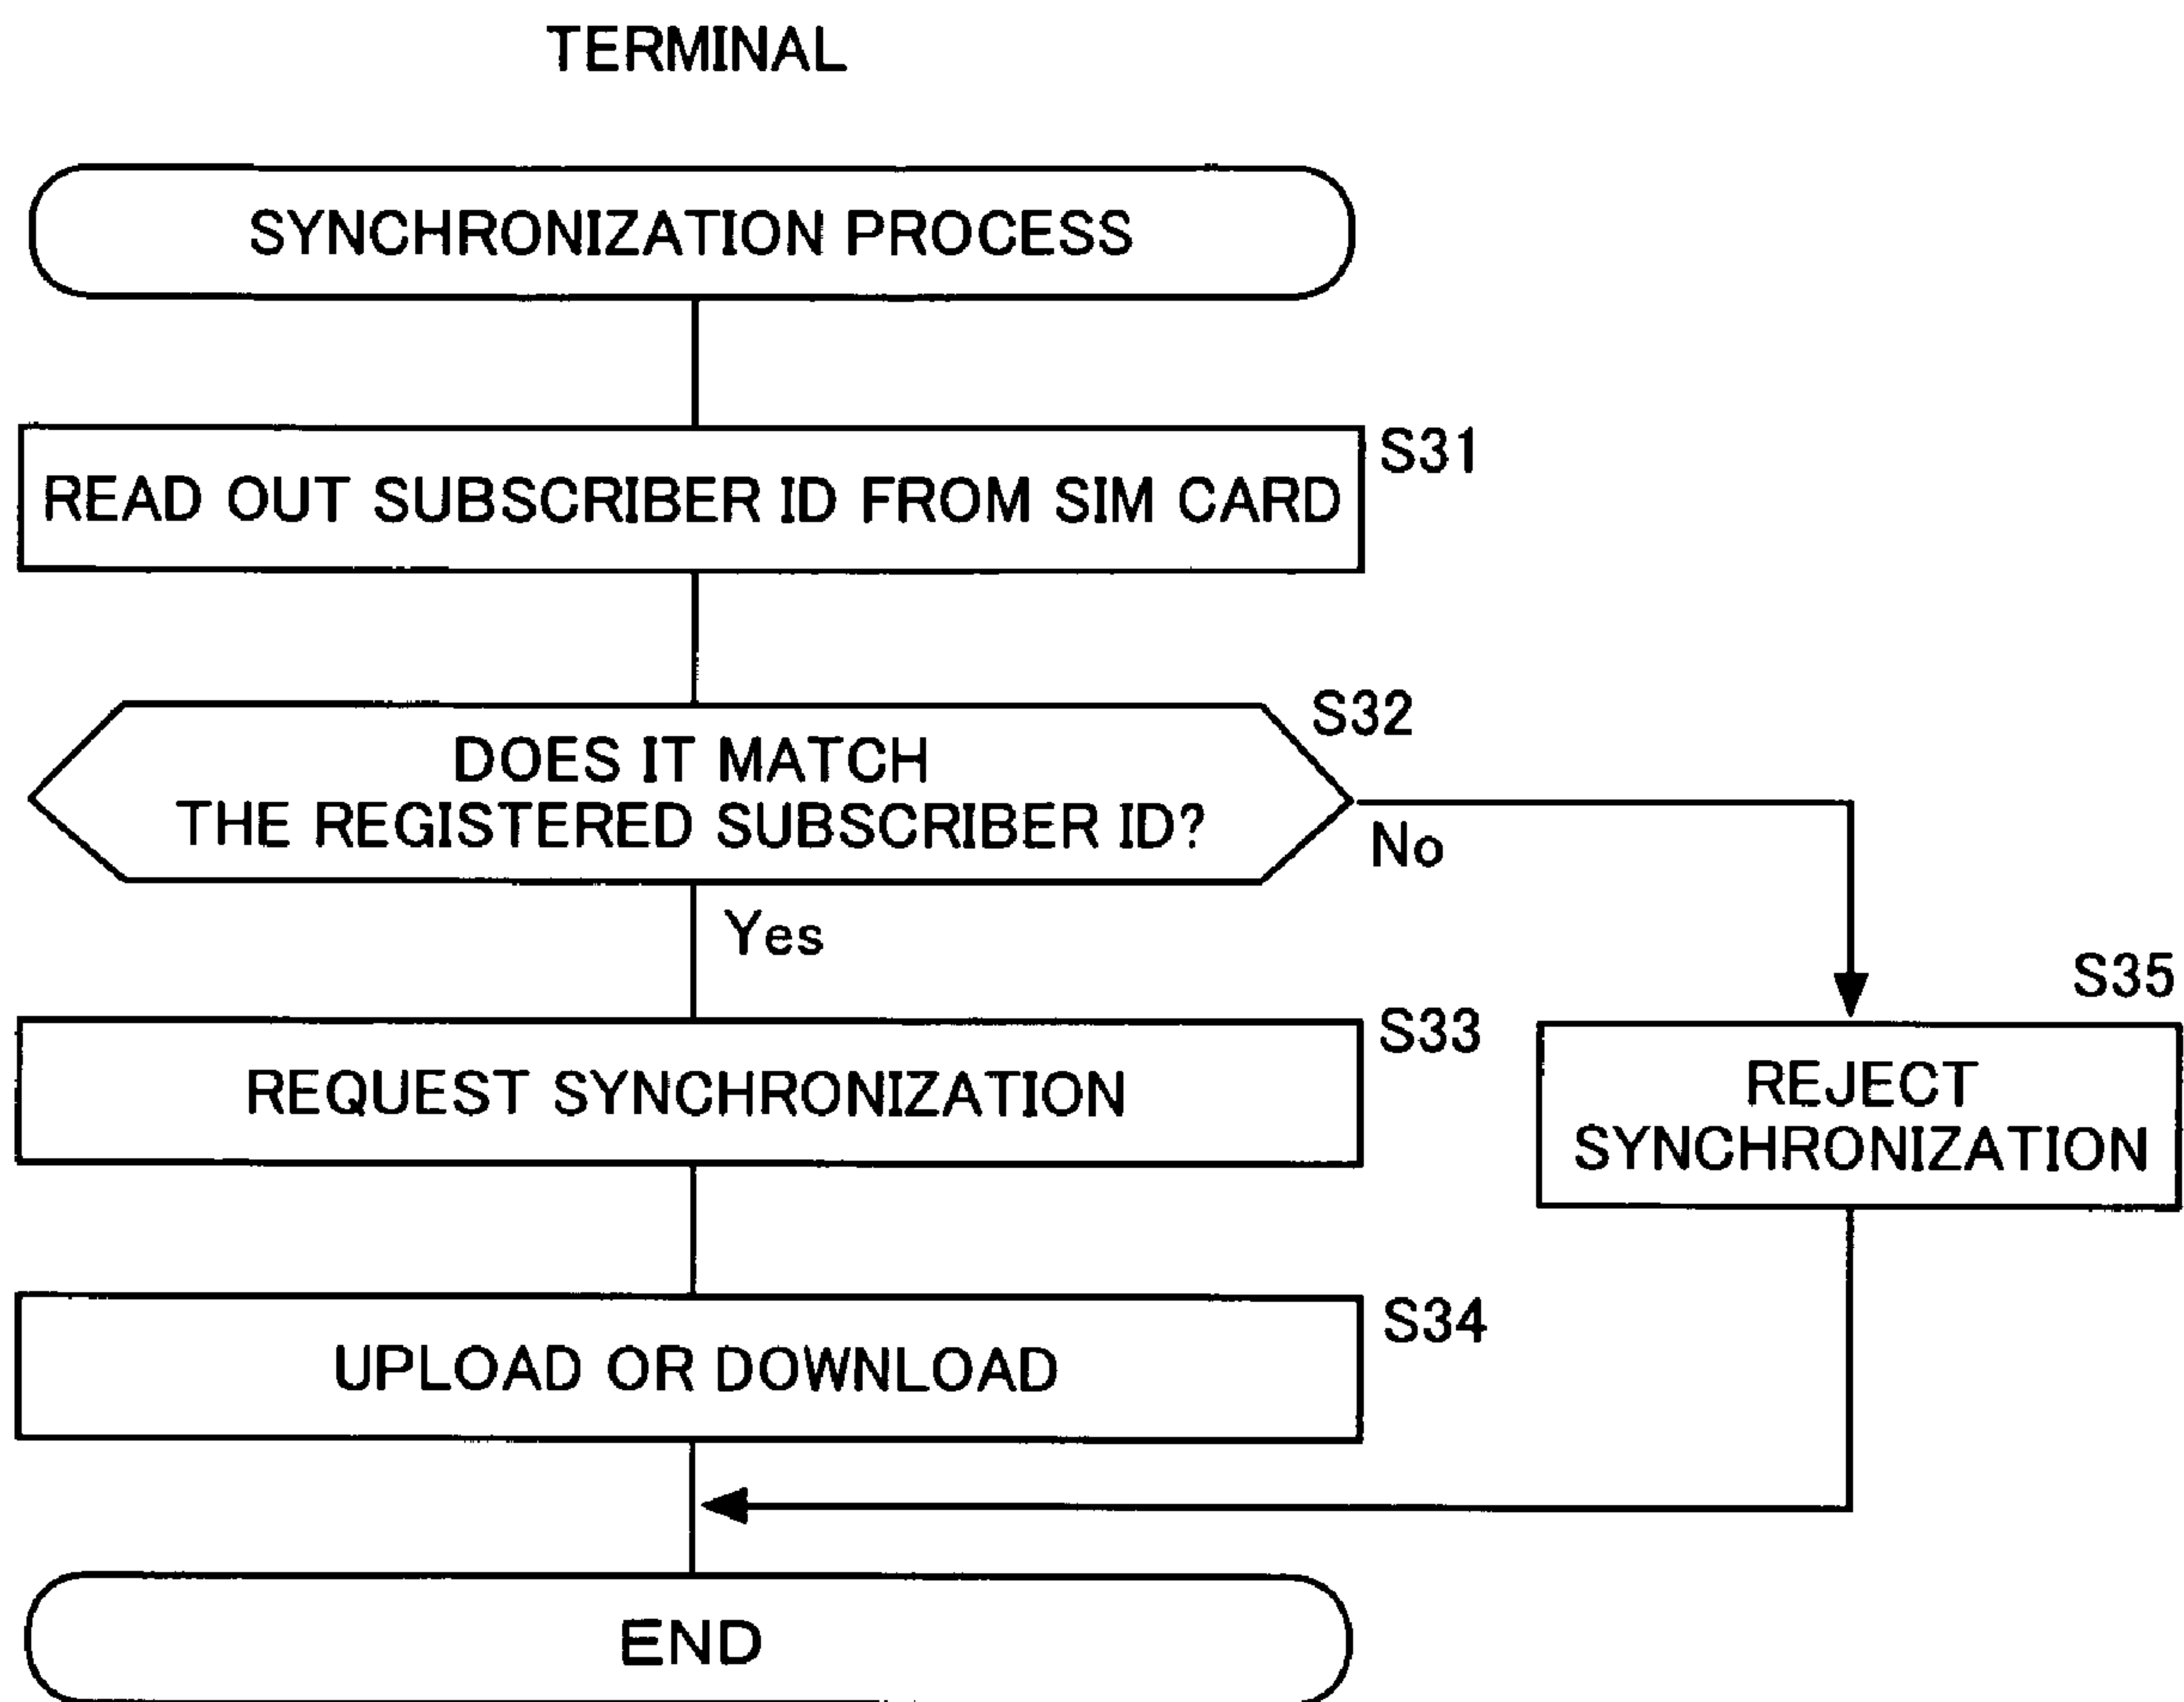 TERMINAL
SYNCHRONIZATION PROCESS
S31
READ OUT SUBSCRIBER ID FROM SIM CARD
S32
DOES IT MATCH
THE REGISTERED SUBSCRIBER ID?
No
Yes
S33
REQUEST SYNCHRONIZATION
S35
REJECT
SYNCHRONIZATION
S34
UPLOAD OR DOWNLOAD
END